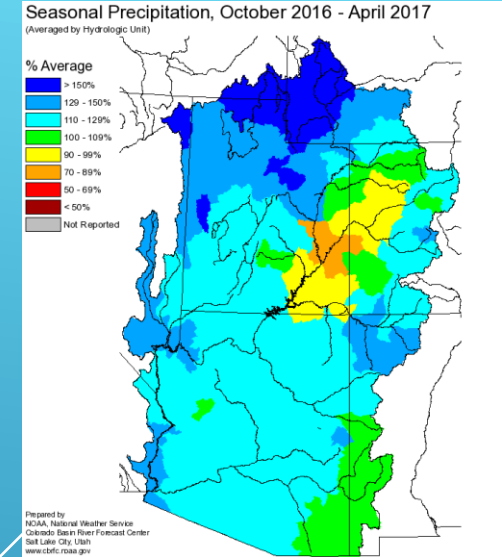 Seasonal Precipitation, October 2016 - April 2017
(Averaged by Hydrologic Unit)
% Average
> 150%
129 - 150%
110 - 129%
100 - 109%
90 - 99%
70 - 89%
50 - 69%
< 50%
Not Reported
Prepared by
NOAA, National Weather Service
Colorado Basin River Forecast Center
Salt Lake City, Utah
www.cbrfc.noaa.gov